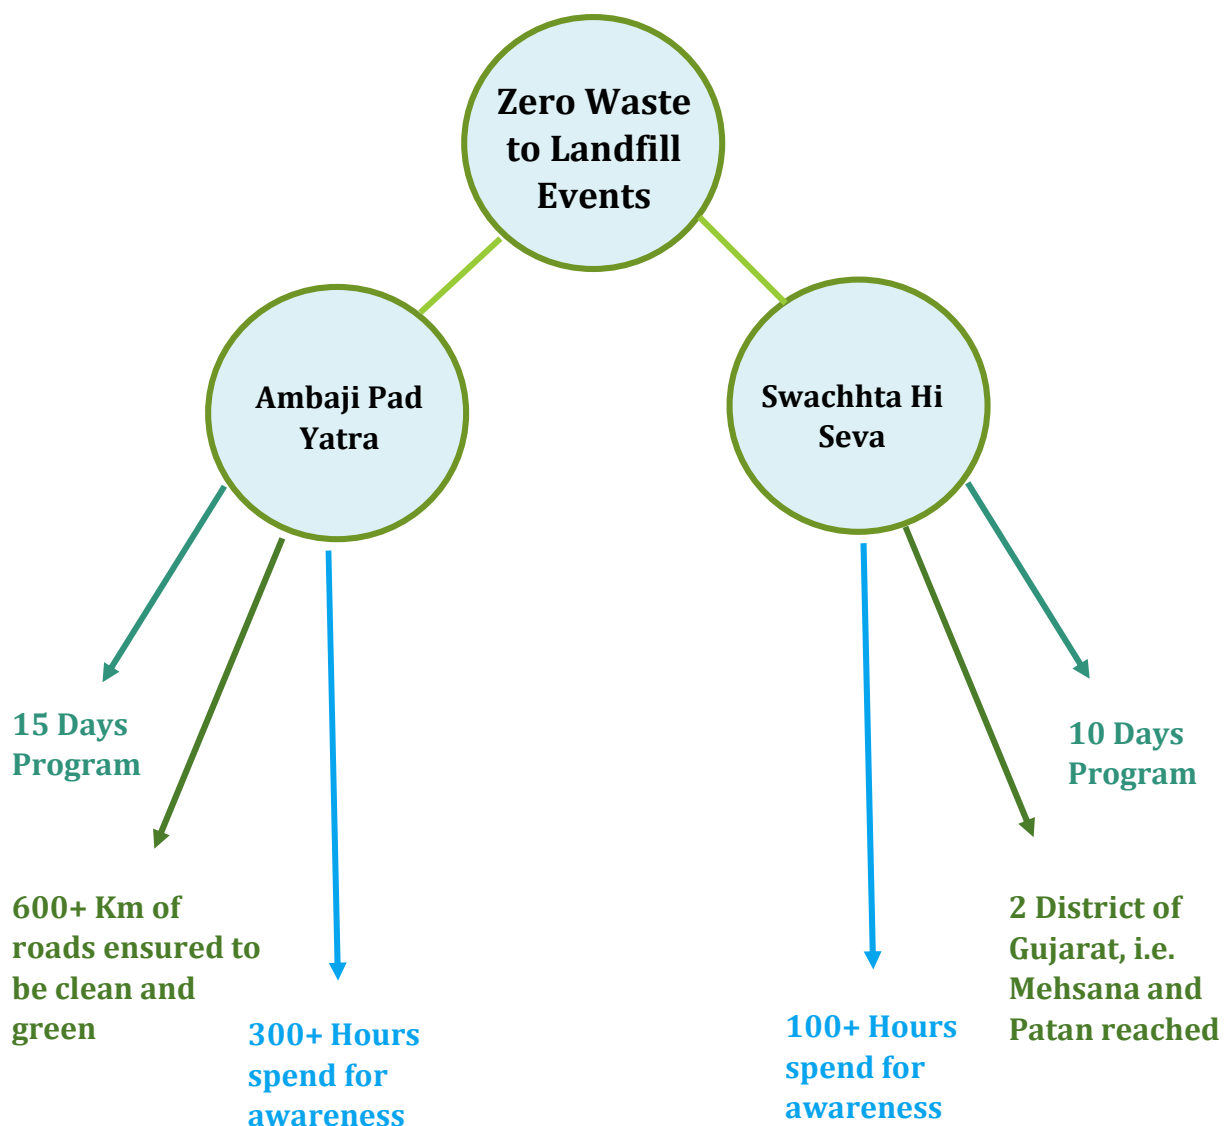 Zero Waste
to Landfill
Events
Ambaji Pad
Yatra
Swachhta Hi
Seva
15 Days
Program
10 Days
Program
600+ Km of
roads ensured to
be clean and
green
2 District of
Gujarat, i.e.
Mehsana and
Patan reached
300+ Hours
spend for
awareness
100+ Hours
spend for
awareness